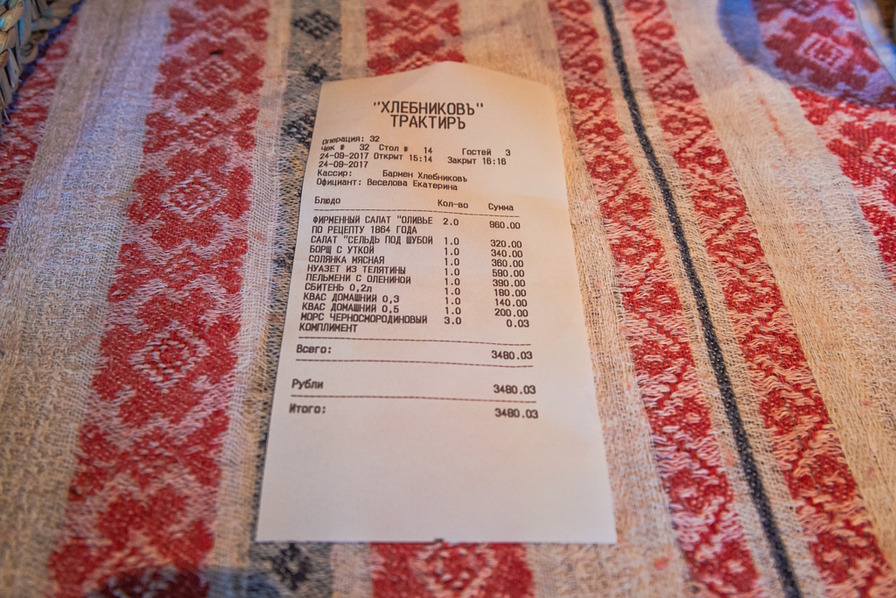 "ХЛЕБНИКОВЪ"
ТРАКТИРЪ
Операция: 32
Чек # 32 Стол # 14 Гостей 3
24-09-2017 Открыт 15:14 Закрыт 16:16
24-09-2017
Кассир: Бармен Хлебниковъ
Официант: Веселова Екатерина
Блюдо Кол-во Сумма
ФИРМЕННЫЙ САЛАТ "ОЛИВЬЕ 2.0 960.00
ПО РЕЦЕПТУ 1864 ГОДА
САЛАТ "СЕЛЬДЬ ПОД ШУБОЙ 1.0 320.00
БОРЩ С УТКОЙ 1.0 340.00
СОЛЯНКА МЯСНАЯ 1.0 360.00
НУАЗЕТ ИЗ ТЕЛЯТИНЫ 1.0 590.00
ПЕЛЬМЕНИ С ОЛЕНИНОЙ 1.0 390.00
СБИТЕНЬ 0,2л 1.0 180.00
КВАС ДОМАШНИЙ 0,3 1.0 140.00
КВАС ДОМАШНИЙ 0,5 1.0 200.00
МОРС ЧЕРНОСМОРОДИНОВЫЙ 3.0 0.03
КОМПЛИМЕНТ
Всего: 3480.03
Рубли 3480.03
Итого: 3480.03